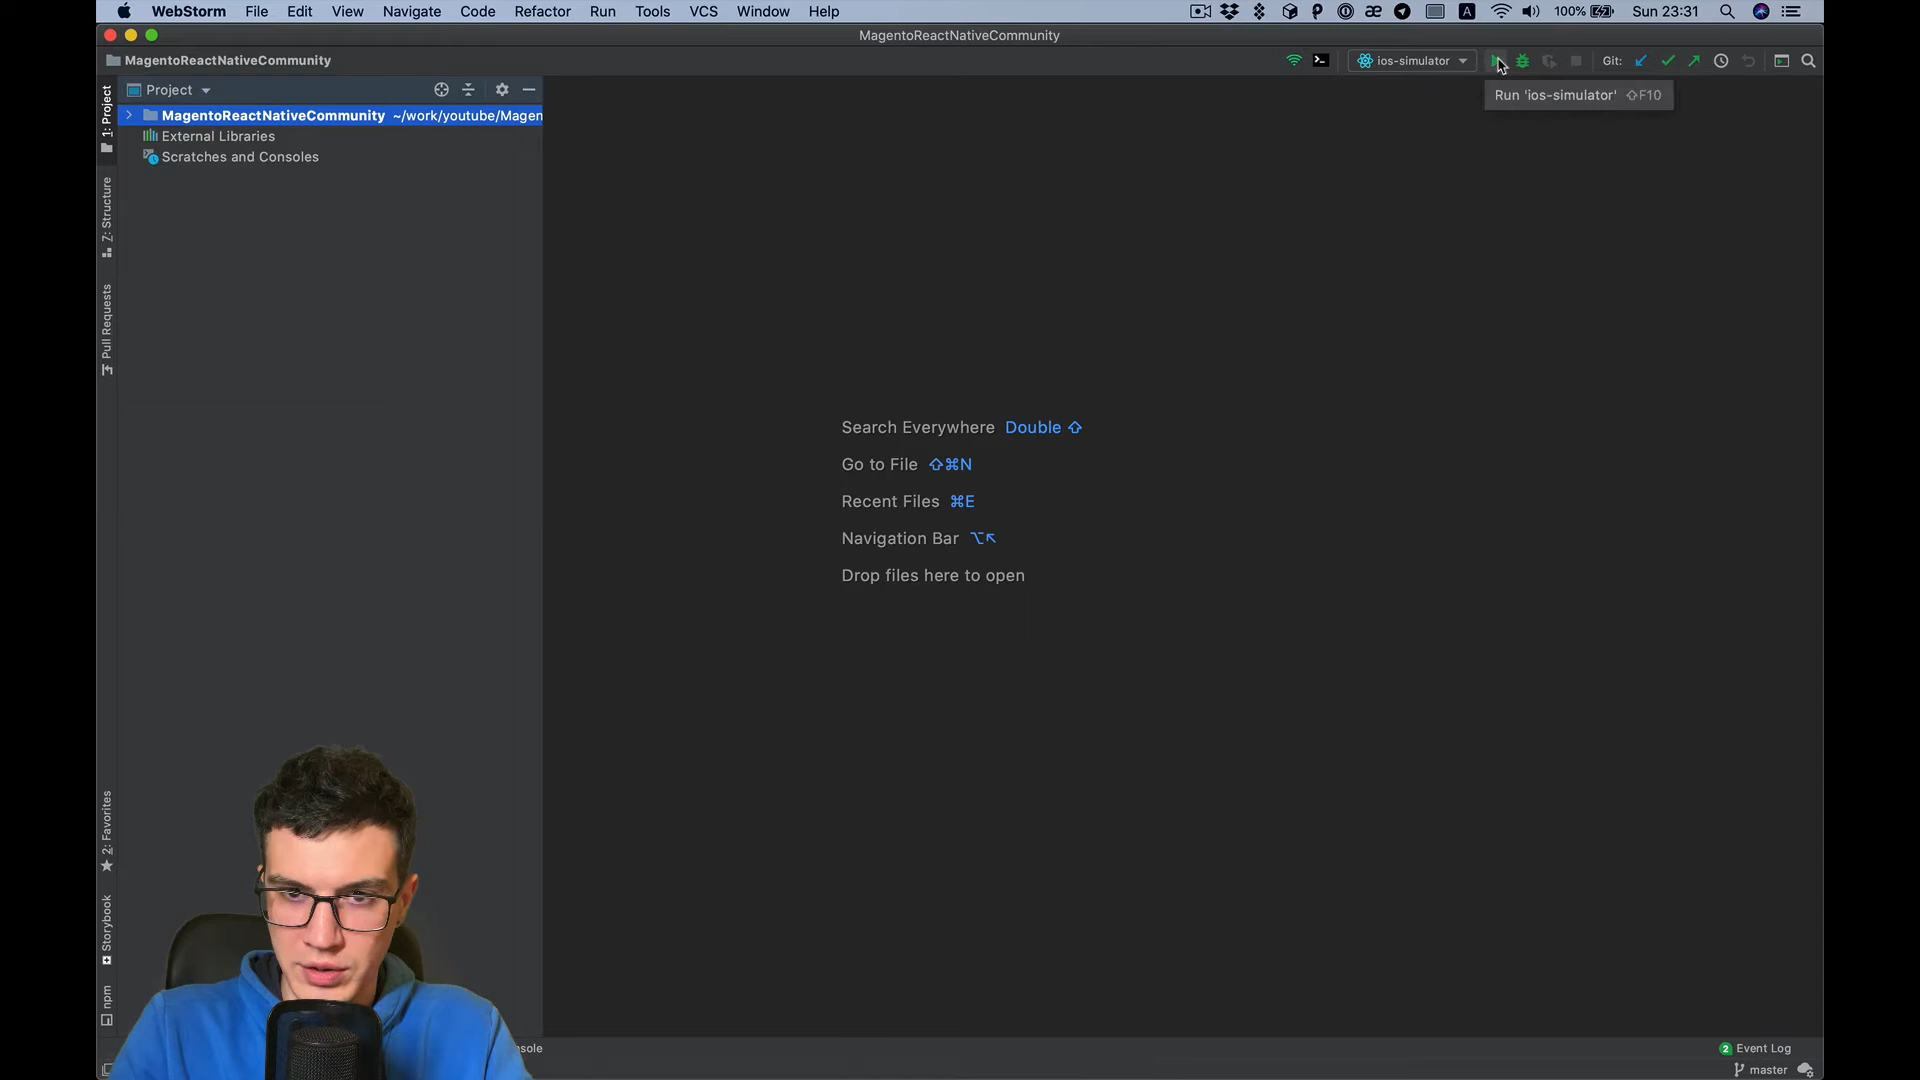 WebStorm File Edit View Navigate Code Refactor Run Tools VCS Window Help
A 100% Sun 23:31
MagentoReactNativeCommunity
MagentoReactNativeCommunity
ios-simulator Git:
Project
Run 'ios-simulator' ⇧F10
MagentoReactNativeCommunity ~/work/youtube/Magen
External Libraries
Scratches and Consoles
1: Project
Z: Structure
Pull Requests
2: Favorites
Storybook
npm
Search Everywhere Double ⇧
Go to File ⇧⌘N
Recent Files ⌘E
Navigation Bar ⌥↖
Drop files here to open
nsole
2 Event Log
master